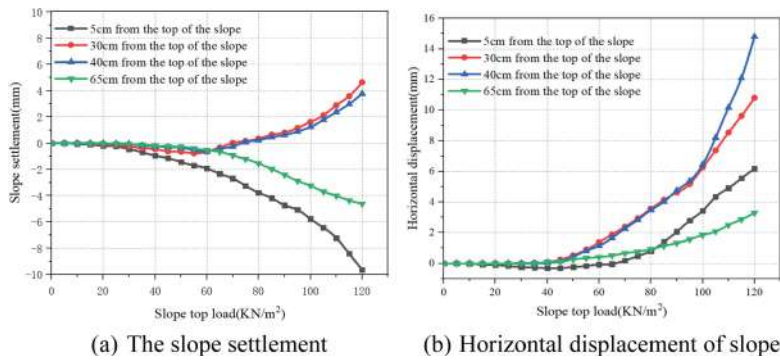 10
8
6
4
2
0
-2
-4
-6
-8
-10
Slope settlement(mm)
5cm from the top of the slope
30cm from the top of the slope
40cm from the top of the slope
65cm from the top of the slope
0 20 40 60 80 100 120
Slope top load(KN/m²)
(a) The slope settlement
16
14
12
10
8
6
4
2
0
Horizontal displacement(mm)
5cm from the top of the slope
30cm from the top of the slope
40cm from the top of the slope
65cm from the top of the slope
0 20 40 60 80 100 120
Slope top load(KN/m²)
(b) Horizontal displacement of slope